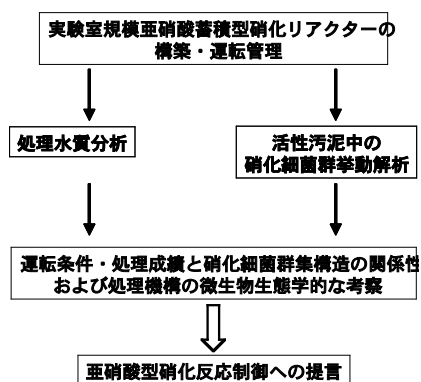 実験室規模亜硝酸蓄積型硝化リアクターの
構築・運転管理
処理水質分析
活性汚泥中の
硝化細菌群挙動解析
運転条件・処理成績と硝化細菌群集構造の関係性
および処理機構の微生物生態学的な考察
亜硝酸型硝化反応制御への提言